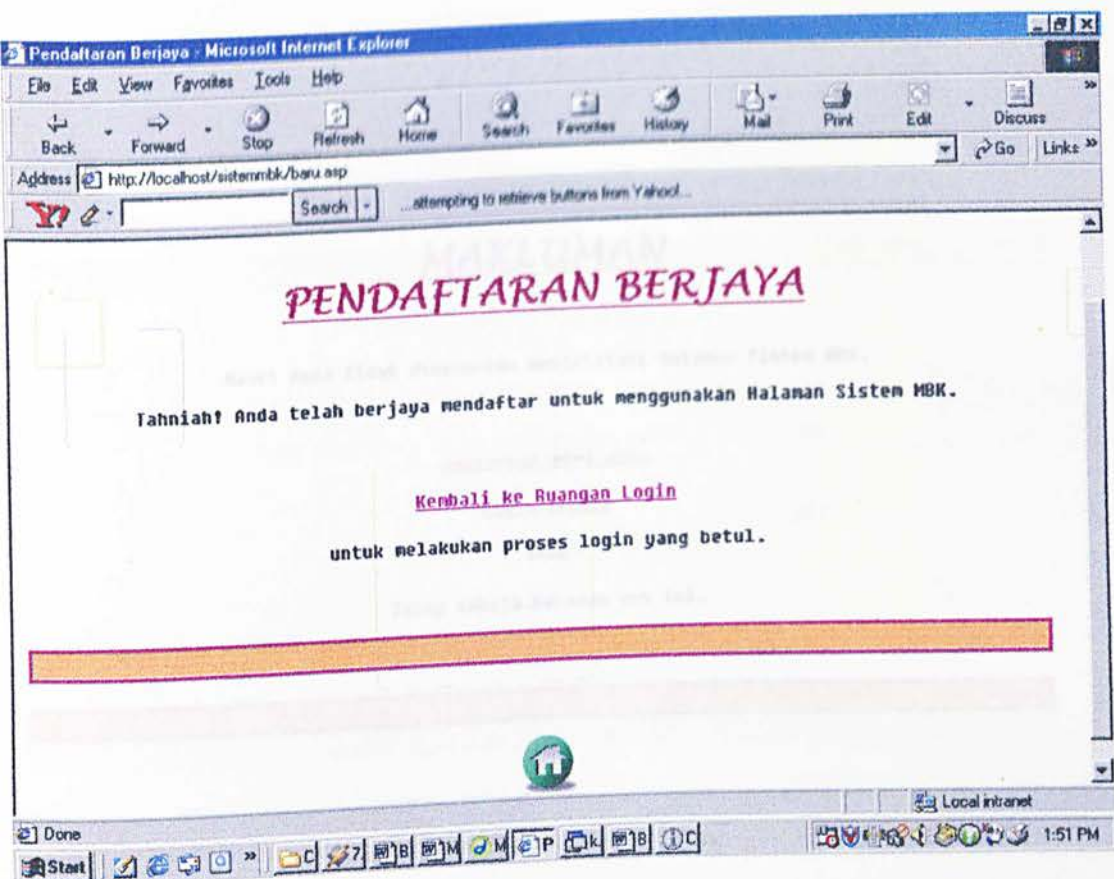 Pendaftaran Berjaya - Microsoft Internet Explorer
File Edit View Favorites Tools Help
Back Forward Stop Refresh Home Search Favorites History Mail Print Edit Discuss
Address http://localhost/sistemmbk/baru.asp Go Links »
Y! Search ...attempting to retrieve buttons from Yahoo!...
MAKLUMAN
PENDAFTARAN BERJAYA
Tahniah! Anda telah berjaya mendaftar untuk menggunakan Halaman Sistem MBK.
Kembali ke Ruangan Login
untuk melakukan proses login yang betul.
Done Local intranet
Start » C 7 B M M P k B C 1:51 PM